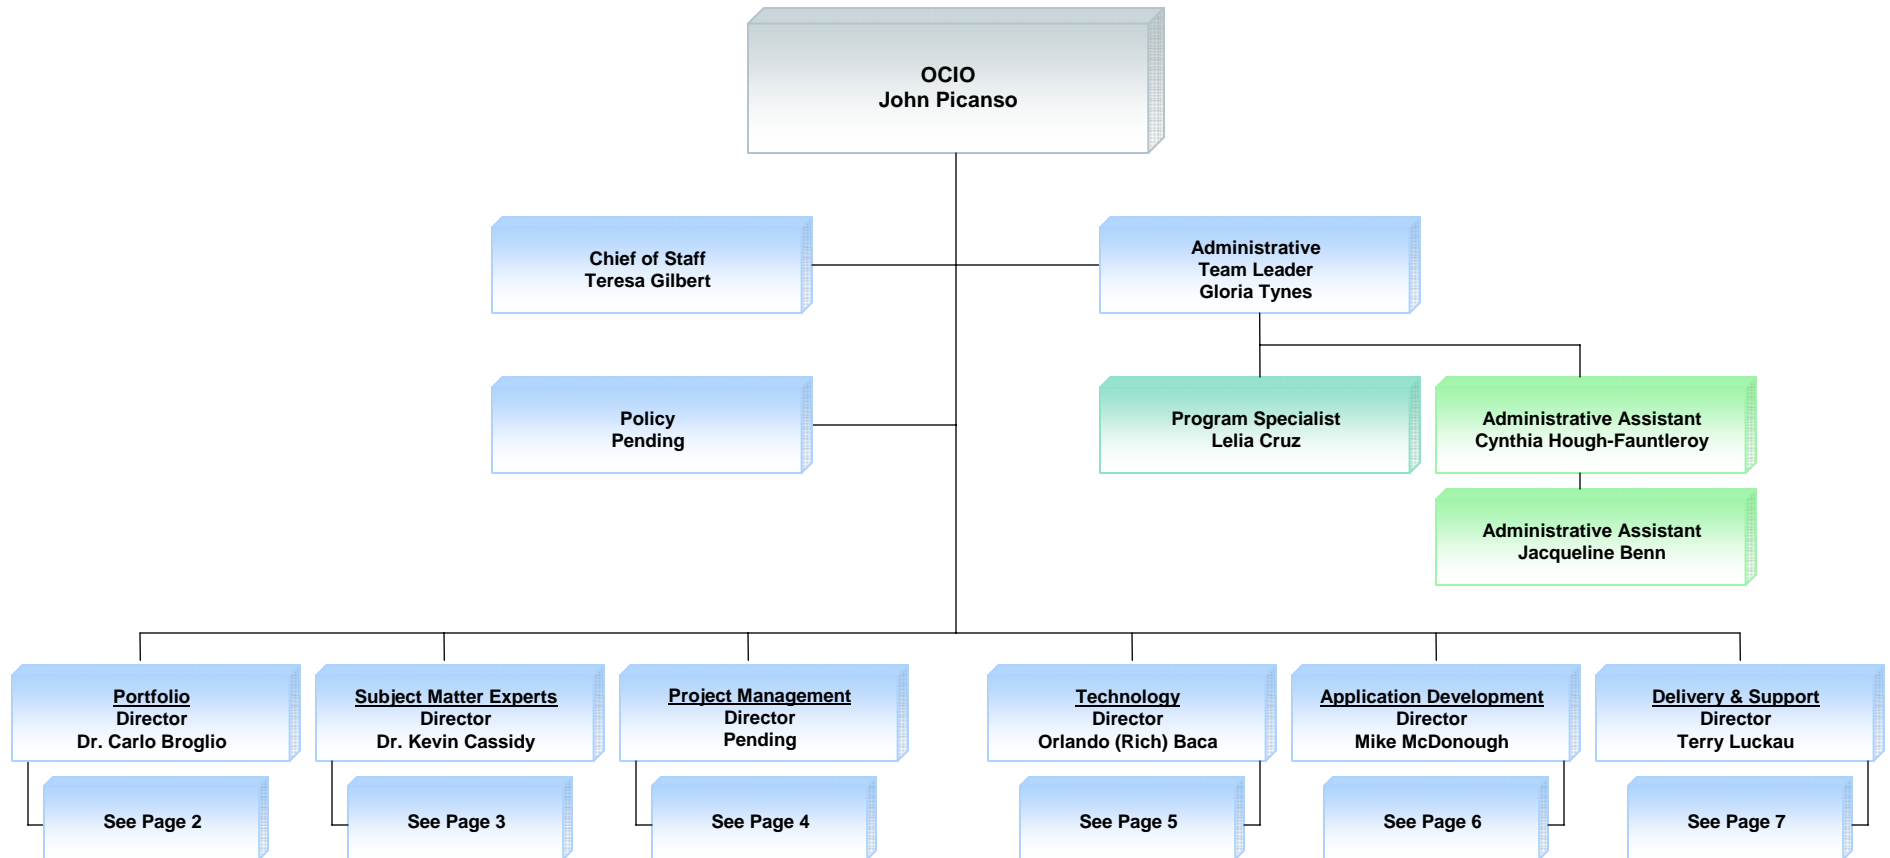 OCIO
John Picanso
Chief of Staff
Teresa Gilbert
Administrative
Team Leader
Gloria Tynes
Policy
Pending
Program Specialist
Lelia Cruz
Administrative Assistant
Cynthia Hough-Fauntleroy
Administrative Assistant
Jacqueline Benn
Portfolio
Director
Dr. Carlo Broglio
Subject Matter Experts
Director
Dr. Kevin Cassidy
Project Management
Director
Pending
Technology
Director
Orlando (Rich) Baca
Application Development
Director
Mike McDonough
Delivery & Support
Director
Terry Luckau
See Page 2
See Page 3
See Page 4
See Page 5
See Page 6
See Page 7